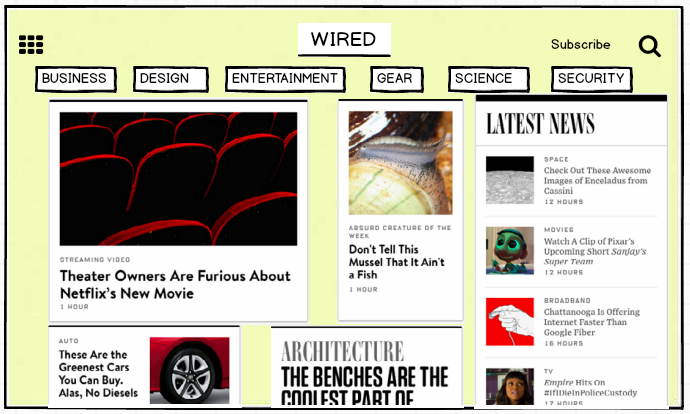 WIRED
Subscribe
BUSINESS
DESIGN
ENTERTAINMENT
GEAR
SCIENCE
SECURITY
STREAMING VIDEO
Theater Owners Are Furious About
Netflix's New Movie
1 HOUR
ABSURD CREATURE OF THE
WEEK
Don't Tell This
Mussel That It Ain't
a Fish
1 HOUR
LATEST NEWS
SPACE
Check Out These Awesome
Images of Enceladus from
Cassini
12 HOURS
MOVIES
Watch A Clip of Pixar's
Upcoming Short Sanjay's
Super Team
12 HOURS
BROADBAND
Chattanooga Is Offering
Internet Faster Than
Google Fiber
16 HOURS
TV
Empire Hits On
#IfIDieInPoliceCustody
17 HOURS
AUTO
These Are the
Greenest Cars
You Can Buy.
Alas, No Diesels
ARCHITECTURE
THE BENCHES ARE THE
COOLEST PART OF